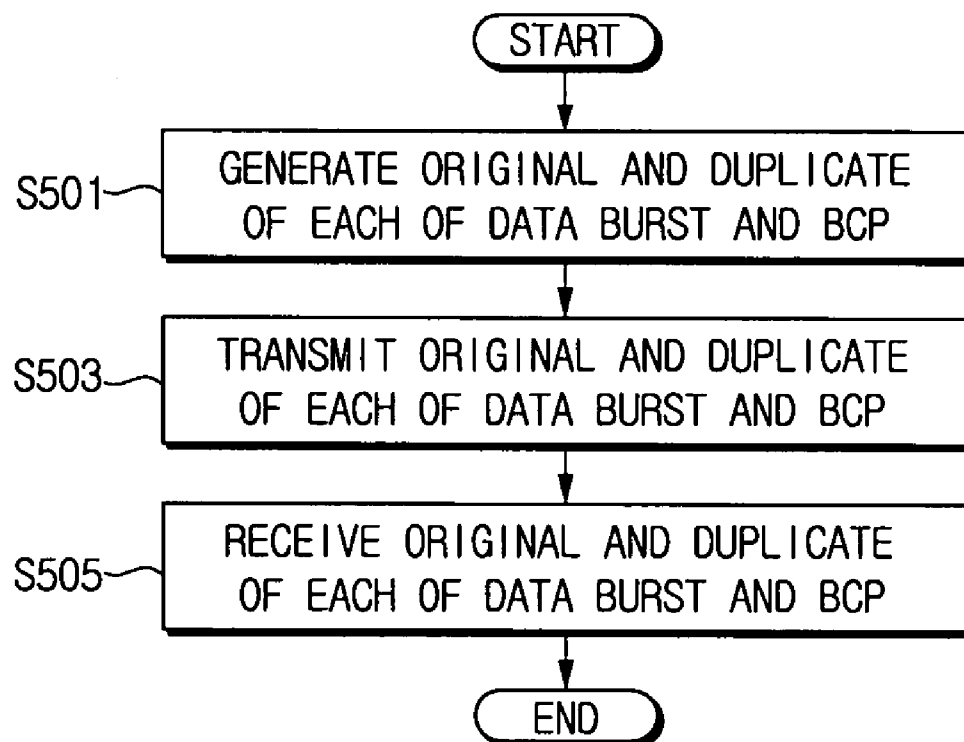 START
S501
GENERATE ORIGINAL AND DUPLICATE
OF EACH OF DATA BURST AND BCP
S503
TRANSMIT ORIGINAL AND DUPLICATE
OF EACH OF DATA BURST AND BCP
S505
RECEIVE ORIGINAL AND DUPLICATE
OF EACH OF DATA BURST AND BCP
END